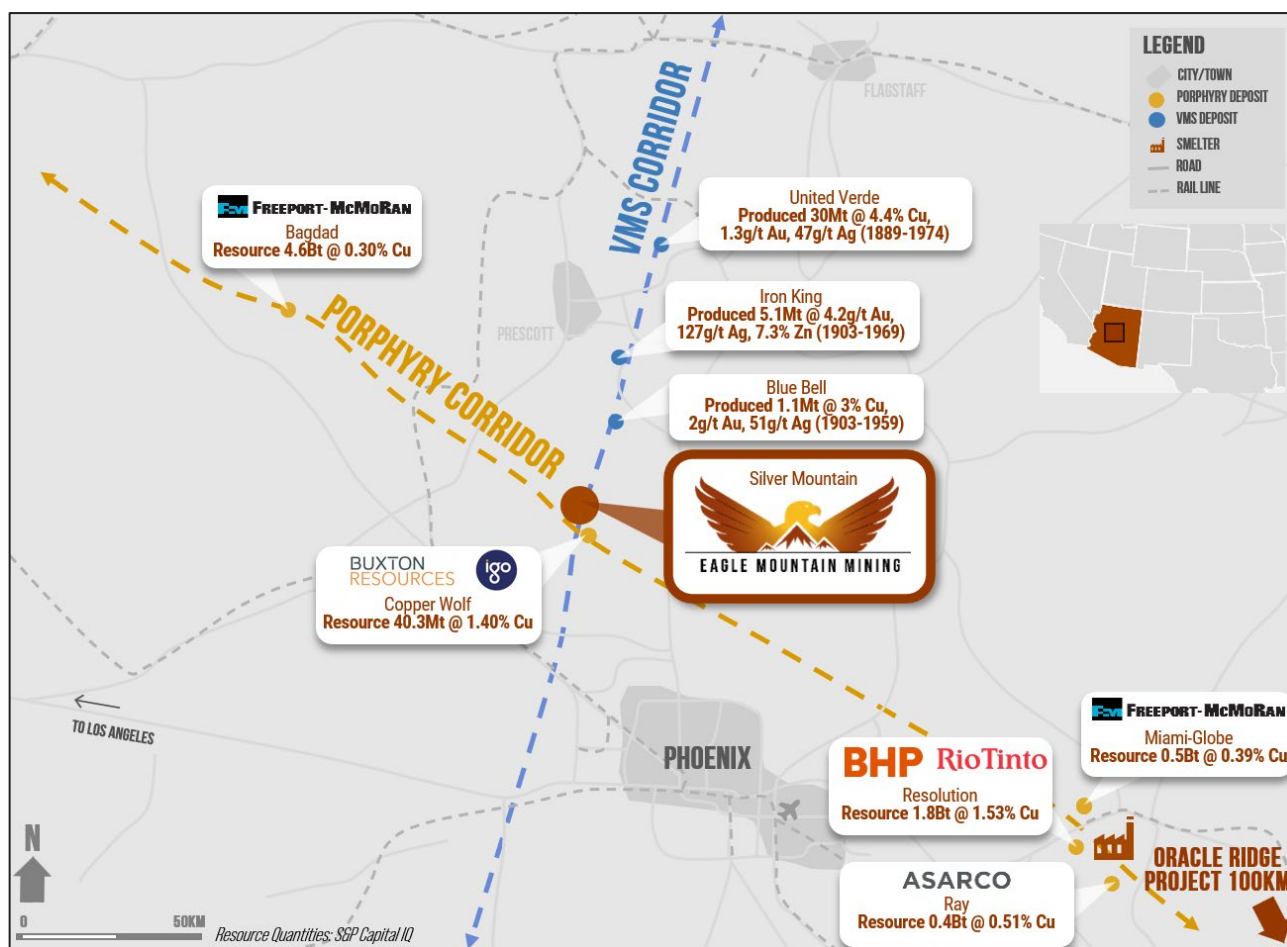 LEGEND
CITY/TOWN
PORPHYRY DEPOSIT
VMS DEPOSIT
SMELTER
ROAD
RAIL LINE
FLAGSTAFF
VMS CORRIDOR
United Verde
Produced 30Mt @ 4.4% Cu,
1.3g/t Au, 47g/t Ag (1889-1974)
FCX FREEPORT-MCMORAN
Bagdad
Resource 4.6Bt @ 0.30% Cu
Iron King
Produced 5.1Mt @ 4.2g/t Au,
127g/t Ag, 7.3% Zn (1903-1969)
PRESCOTT
PORPHYRY CORRIDOR
Blue Bell
Produced 1.1Mt @ 3% Cu,
2g/t Au, 51g/t Ag (1903-1959)
Silver Mountain
EAGLE MOUNTAIN MINING
BUXTON
RESOURCES
igo
Copper Wolf
Resource 40.3Mt @ 1.40% Cu
TO LOS ANGELES
PHOENIX
FCX FREEPORT-MCMORAN
Miami-Globe
Resource 0.5Bt @ 0.39% Cu
BHP RioTinto
Resolution
Resource 1.8Bt @ 1.53% Cu
ASARCO
Ray
Resource 0.4Bt @ 0.51% Cu
ORACLE RIDGE
PROJECT 100KM
N
0 50KM
Resource Quantities: S&P Capital IQ